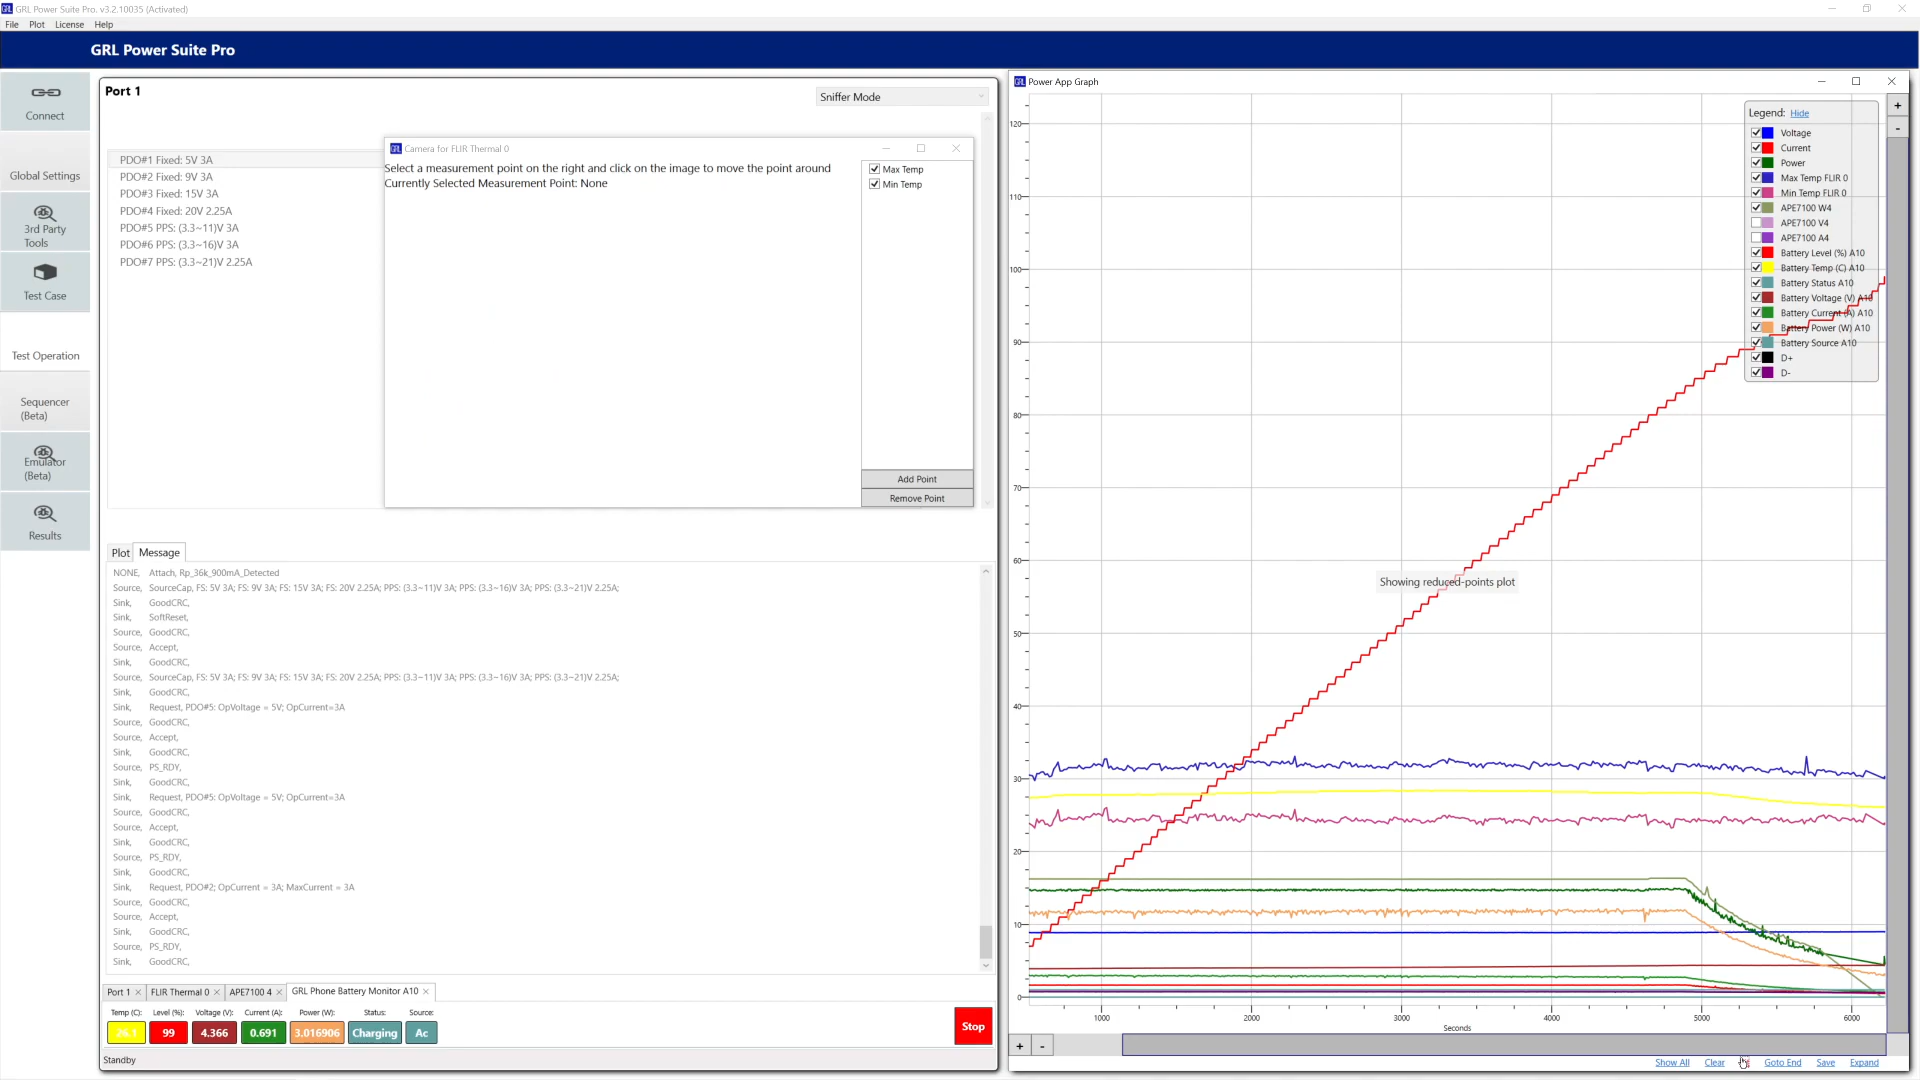 GRL Power Suite Pro. v3.2.10035 (Activated)
File Plot License Help
GRL Power Suite Pro
Connect
Global Settings
3rd Party
Tools
Test Case
Test Operation
Sequencer
(Beta)
Emulator
(Beta)
Results
Port 1
Sniffer Mode
PDO#1 Fixed: 5V 3A
PDO#2 Fixed: 9V 3A
PDO#3 Fixed: 15V 3A
PDO#4 Fixed: 20V 2.25A
PDO#5 PPS: (3.3~11)V 3A
PDO#6 PPS: (3.3~16)V 3A
PDO#7 PPS: (3.3~21)V 2.25A
GRL Camera for FLIR Thermal 0
Select a measurement point on the right and click on the image to move the point around
Currently Selected Measurement Point: None
Max Temp
Min Temp
Add Point
Remove Point
Plot Message
NONE, Attach, Rp_36k_900mA_Detected
Source, SourceCap, FS: 5V 3A; FS: 9V 3A; FS: 15V 3A; FS: 20V 2.25A; PPS: (3.3~11)V 3A; PPS: (3.3~16)V 3A; PPS: (3.3~21)V 2.25A;
Sink, GoodCRC,
Sink, SoftReset,
Source, GoodCRC,
Source, Accept,
Sink, GoodCRC,
Source, SourceCap, FS: 5V 3A; FS: 9V 3A; FS: 15V 3A; FS: 20V 2.25A; PPS: (3.3~11)V 3A; PPS: (3.3~16)V 3A; PPS: (3.3~21)V 2.25A;
Sink, GoodCRC,
Sink, Request, PDO#5: OpVoltage = 5V; OpCurrent=3A
Source, GoodCRC,
Source, Accept,
Sink, GoodCRC,
Source, PS_RDY,
Sink, GoodCRC,
Sink, Request, PDO#5: OpVoltage = 5V; OpCurrent=3A
Source, GoodCRC,
Source, Accept,
Sink, GoodCRC,
Source, PS_RDY,
Sink, GoodCRC,
Sink, Request, PDO#2; OpCurrent = 3A; MaxCurrent = 3A
Source, GoodCRC,
Source, Accept,
Sink, GoodCRC,
Source, PS_RDY,
Sink, GoodCRC,
Port 1 FLIR Thermal 0 APE7100 4 GRL Phone Battery Monitor A10
Temp (C): Level (%): Voltage (V): Current (A): Power (W): Status: Source:
26.1 99 4.366 0.691 3.016906 Charging Ac
Stop
Standby
GRL Power App Graph
Legend: Hide
Voltage
Current
Power
Max Temp FLIR 0
Min Temp FLIR 0
APE7100 W4
APE7100 V4
APE7100 A4
Battery Level (%) A10
Battery Temp (C) A10
Battery Status A10
Battery Voltage (V) A10
Battery Current (A) A10
Battery Power (W) A10
Battery Source A10
D+
D-
+
-
120
110
100
90
80
70
60
50
40
30
20
10
0
Showing reduced-points plot
1000 2000 3000 4000 5000 6000
Seconds
+ -
Show All Clear Goto End Save Expand